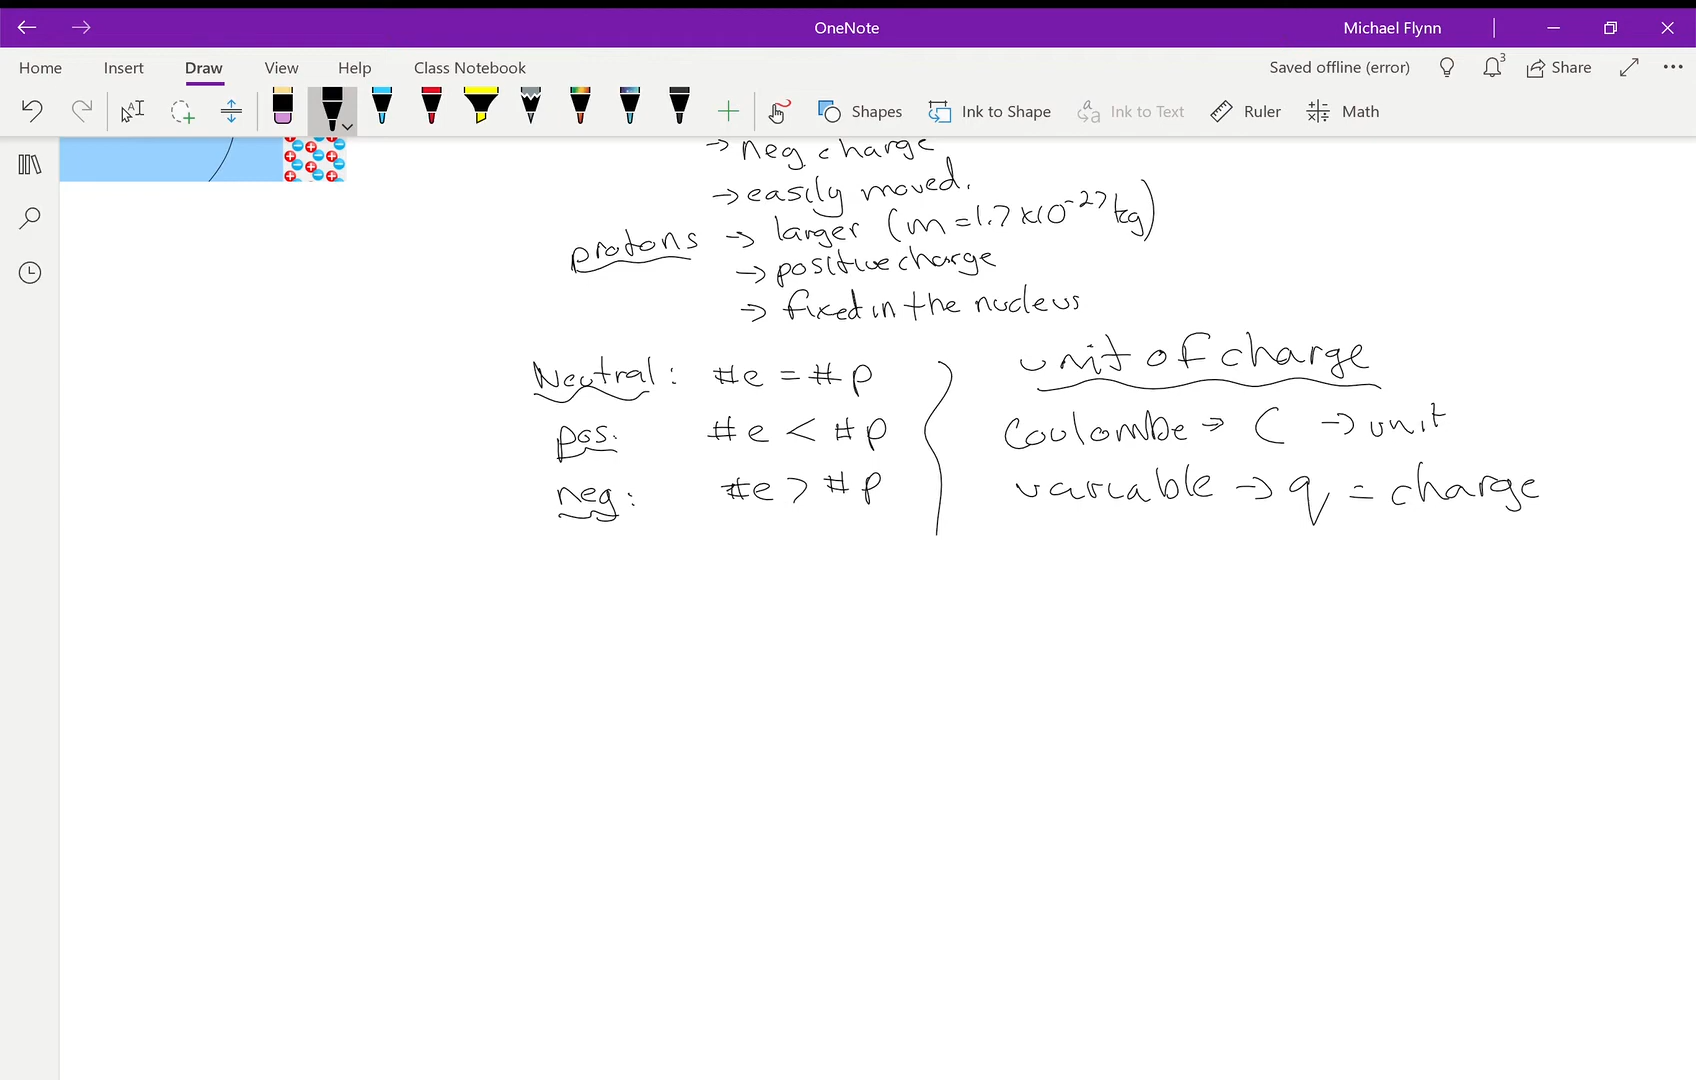 OneNote
Michael Flynn
Home Insert Draw View Help Class Notebook
Saved offline (error) 3 Share
Shapes Ink to Shape Ink to Text Ruler Math
→ neg. charge
→ easily moved.
protons → larger (m = 1.7 x10⁻²⁷ kg)
→ positive charge
→ fixed in the nucleus
Neutral: #e = #p
pos: #e < #p
neg: #e > #p
unit of charge
Coulombe → C → unit
variable → q = charge